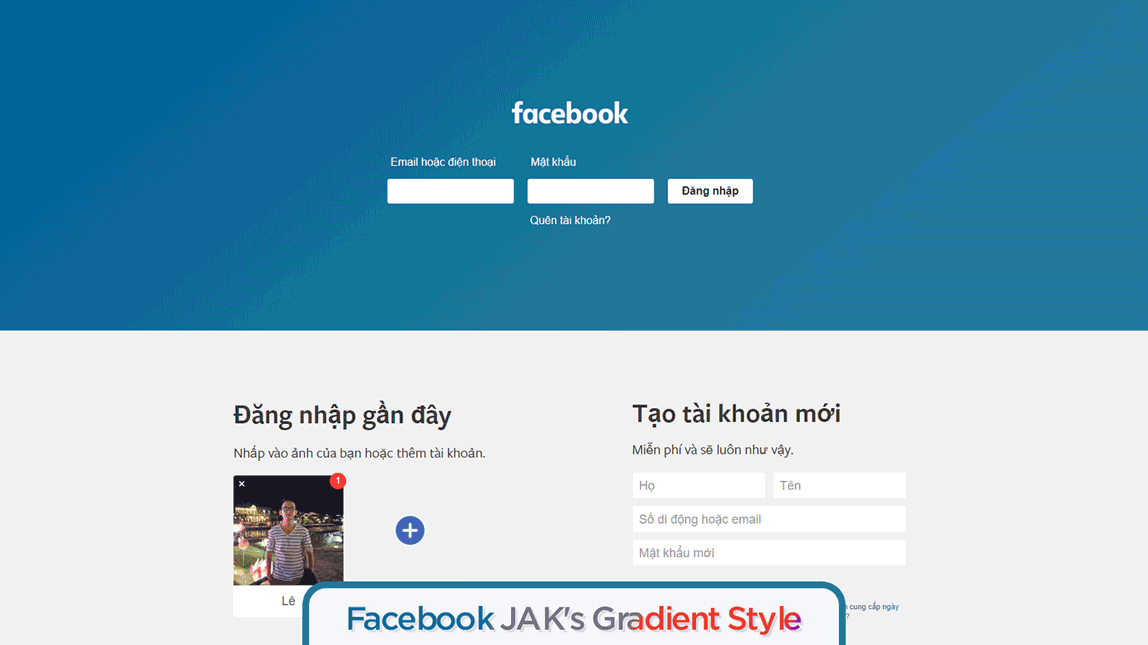 facebook
Email hoặc điện thoại
Mật khẩu
Đăng nhập
Quên tài khoản?
Đăng nhập gần đây
Nhấp vào ảnh của bạn hoặc thêm tài khoản.
1
Lê
Tạo tài khoản mới
Miễn phí và sẽ luôn như vậy.
Họ
Tên
Số di động hoặc email
Mật khẩu mới
cung cấp ngày
?
Facebook JAK's Gradient Style